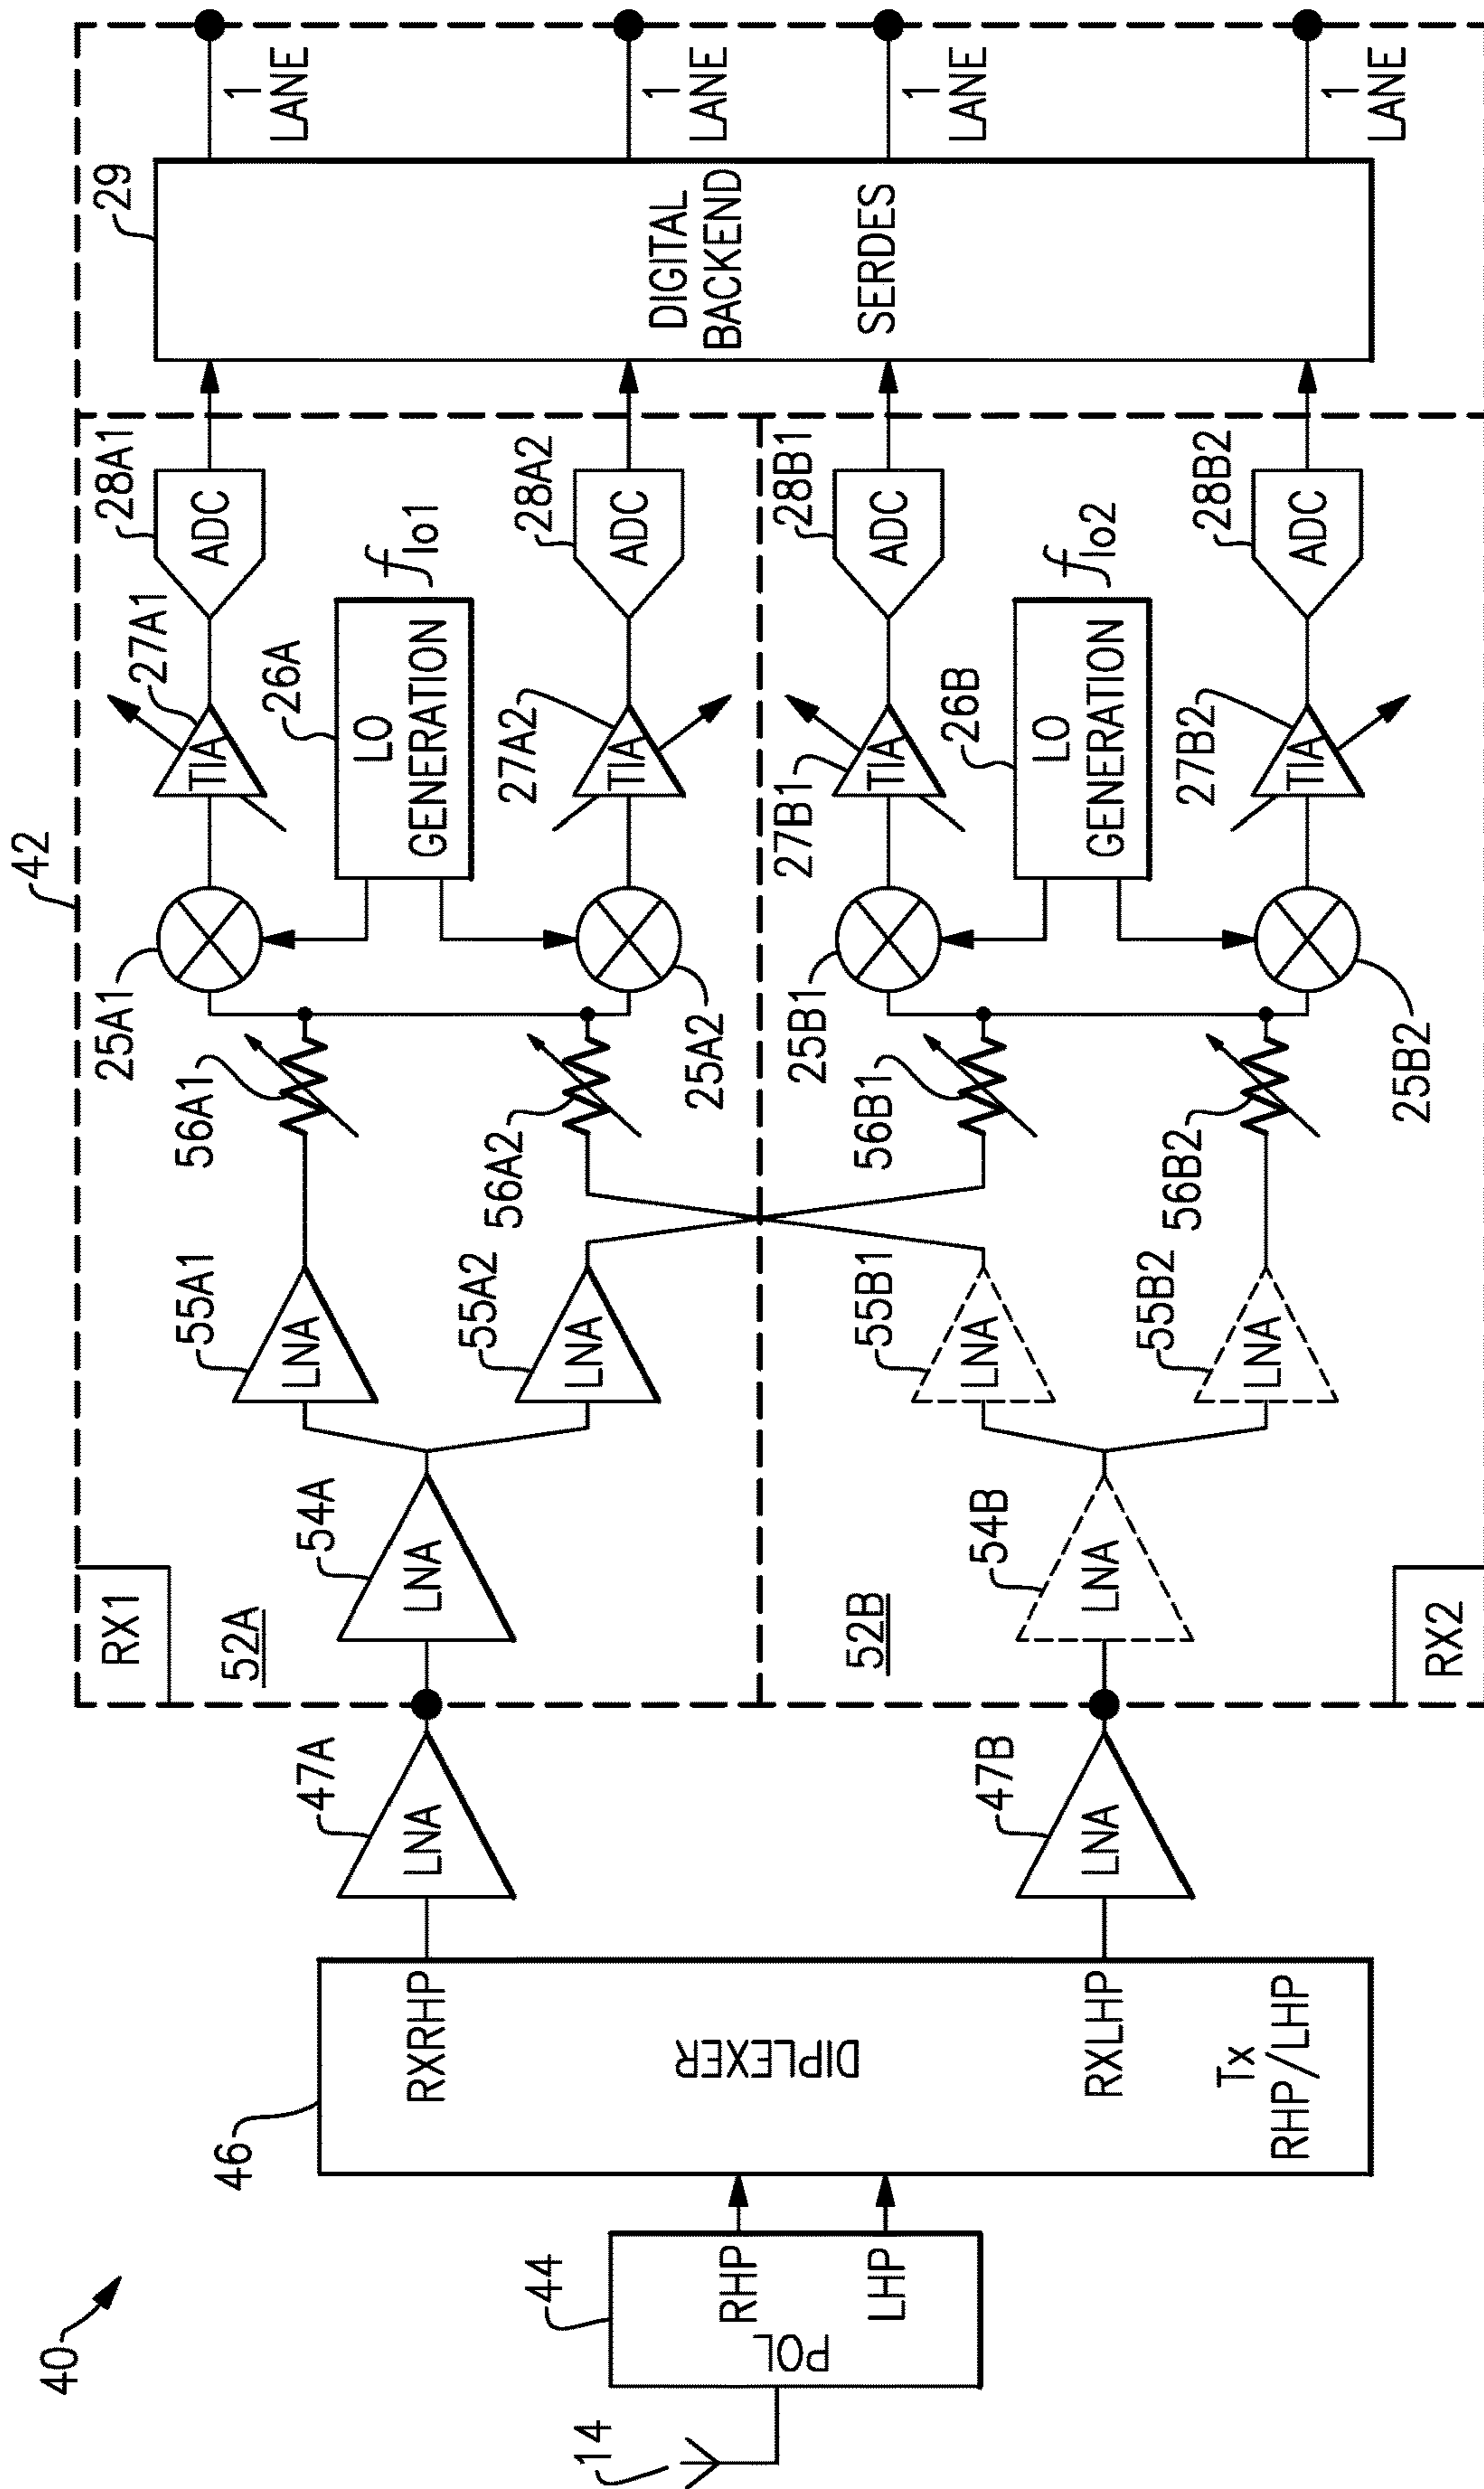 40
14
44
POL
RHP
LHP
46
DIPLEXER
RXRHP
RXLHP
Tx
RHP/LHP
47A
LNA
47B
LNA
42
RX1
52A
54A
LNA
55A1
LNA
55A2
LNA
56A1
56A2
25A1
25A2
26A
LO
GENERATION
flo1
27A1
TIA
27A2
TIA
28A1
ADC
28A2
ADC
RX2
52B
54B
LNA
55B1
LNA
55B2
LNA
56B1
56B2
25B1
25B2
26B
LO
GENERATION
flo2
27B1
TIA
27B2
TIA
28B1
ADC
28B2
ADC
29
DIGITAL
BACKEND
SERDES
1
LANE
1
LANE
1
LANE
1
LANE